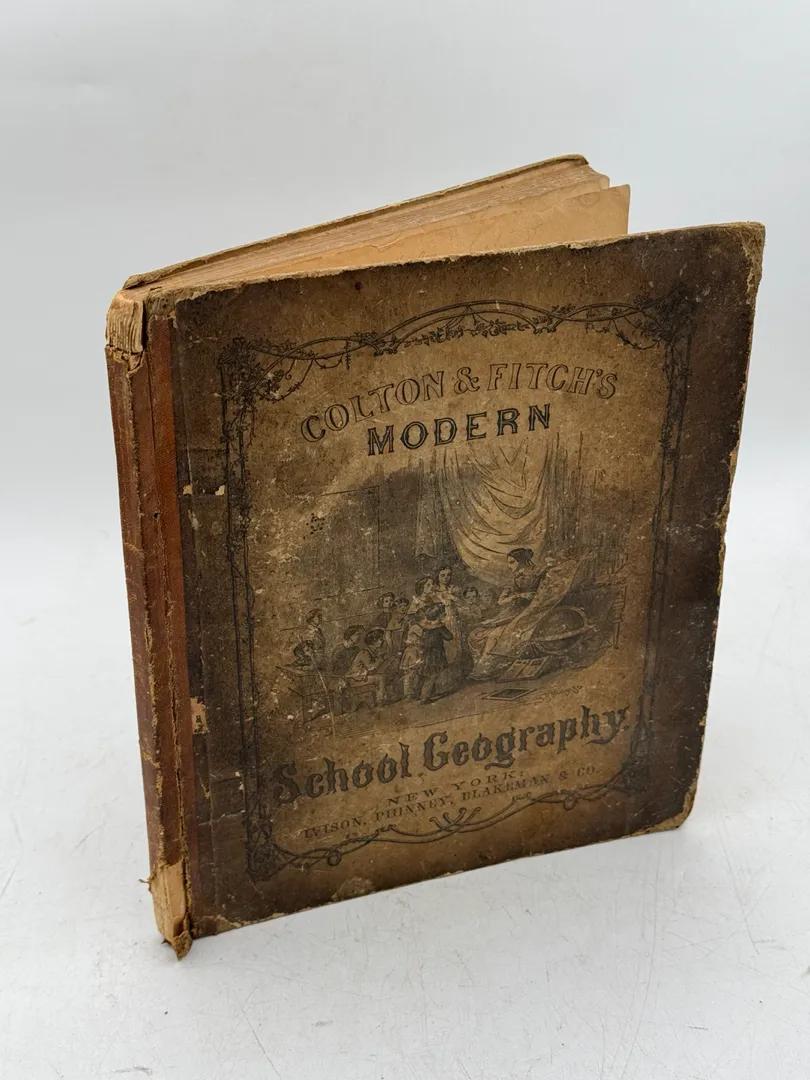 COLTON & FITCH'S
MODERN
School Geography.
NEW YORK:
IVISON, PHINNEY, BLAKEMAN & CO.